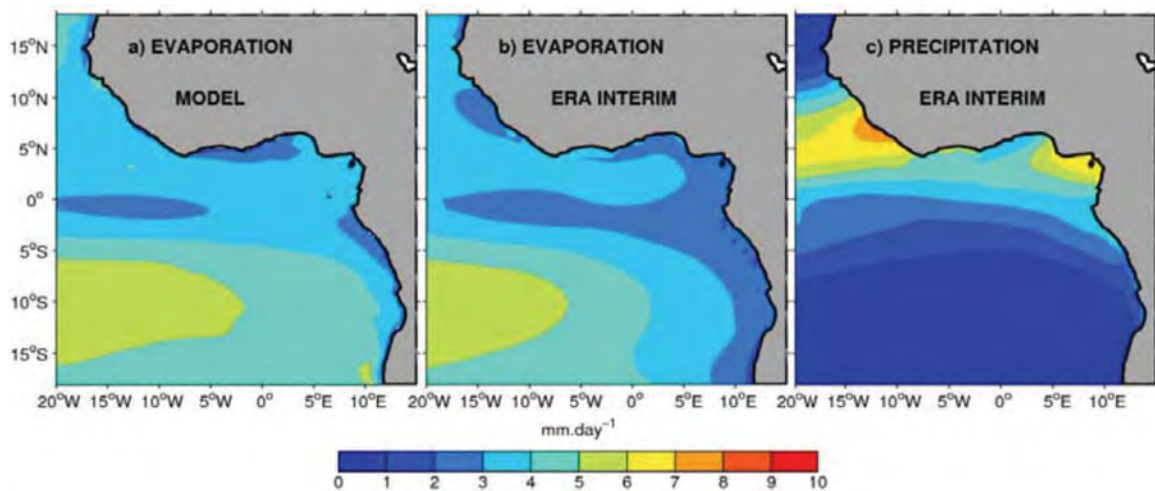 a) EVAPORATION
MODEL
b) EVAPORATION
ERA INTERIM
c) PRECIPITATION
ERA INTERIM
15°N
10°N
5°N
0°
5°S
10°S
15°S
20°W 15°W 10°W 5°W 0° 5°E 10°E
20°W 15°W 10°W 5°W 0° 5°E 10°E
20°W 15°W 10°W 5°W 0° 5°E 10°E
mm.day⁻¹
0 1 2 3 4 5 6 7 8 9 10